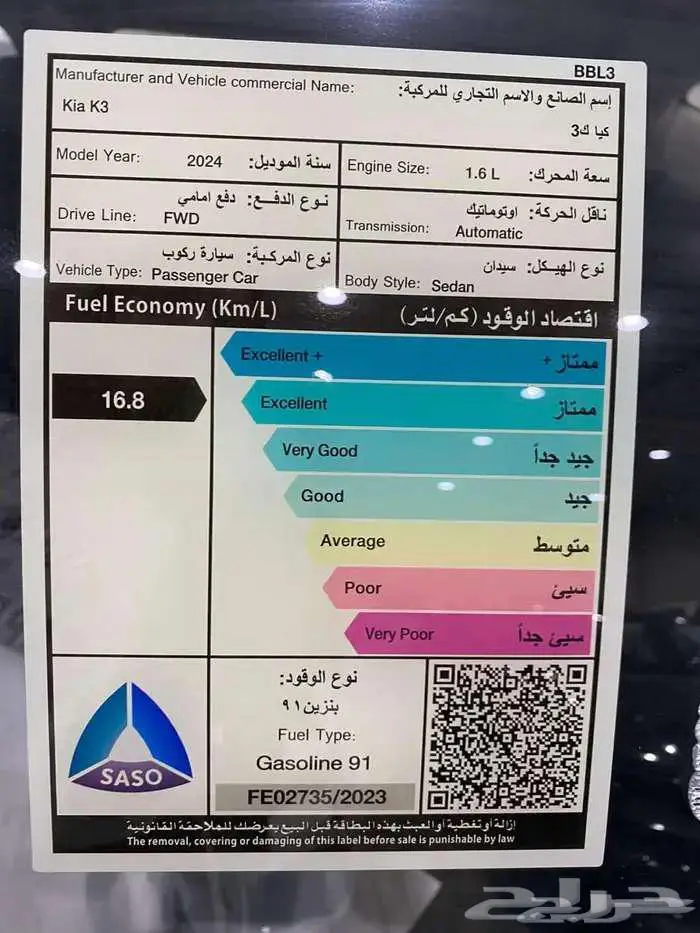 BBL3
Manufacturer and Vehicle commercial Name: إسم الصانع والاسم التجاري للمركبة:
Kia K3
كيا ك3
Model Year: 2024 سنة الموديل:
Engine Size: 1.6 L سعة المحرك:
نوع الدفع: دفع امامي
Drive Line: FWD
ناقل الحركة: اوتوماتيك
Transmission: Automatic
نوع المركبة: سيارة ركوب
Vehicle Type: Passenger Car
نوع الهيكل: سيدان
Body Style: Sedan
Fuel Economy (Km/L) اقتصاد الوقود (كم/لتر)
Excellent + ممتاز +
16.8
Excellent ممتاز
Very Good جيد جداً
Good جيد
Average متوسط
Poor سيئ
Very Poor سيئ جداً
نوع الوقود:
بنزين ٩١
Fuel Type:
Gasoline 91
SASO
FE02735/2023
إزالة أو تغطية أو العبث بهذه البطاقة قبل البيع يعرضك للملاحقة القانونية
The removal, covering or damaging of this label before sale is punishable by law
حراج